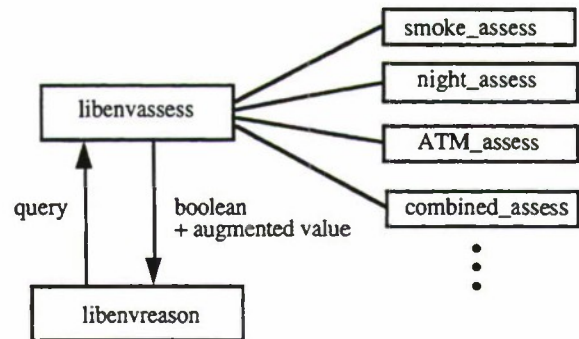 smoke_assess
night_assess
libenvassess
ATM_assess
combined_assess
query
boolean
+ augmented value
libenvreason